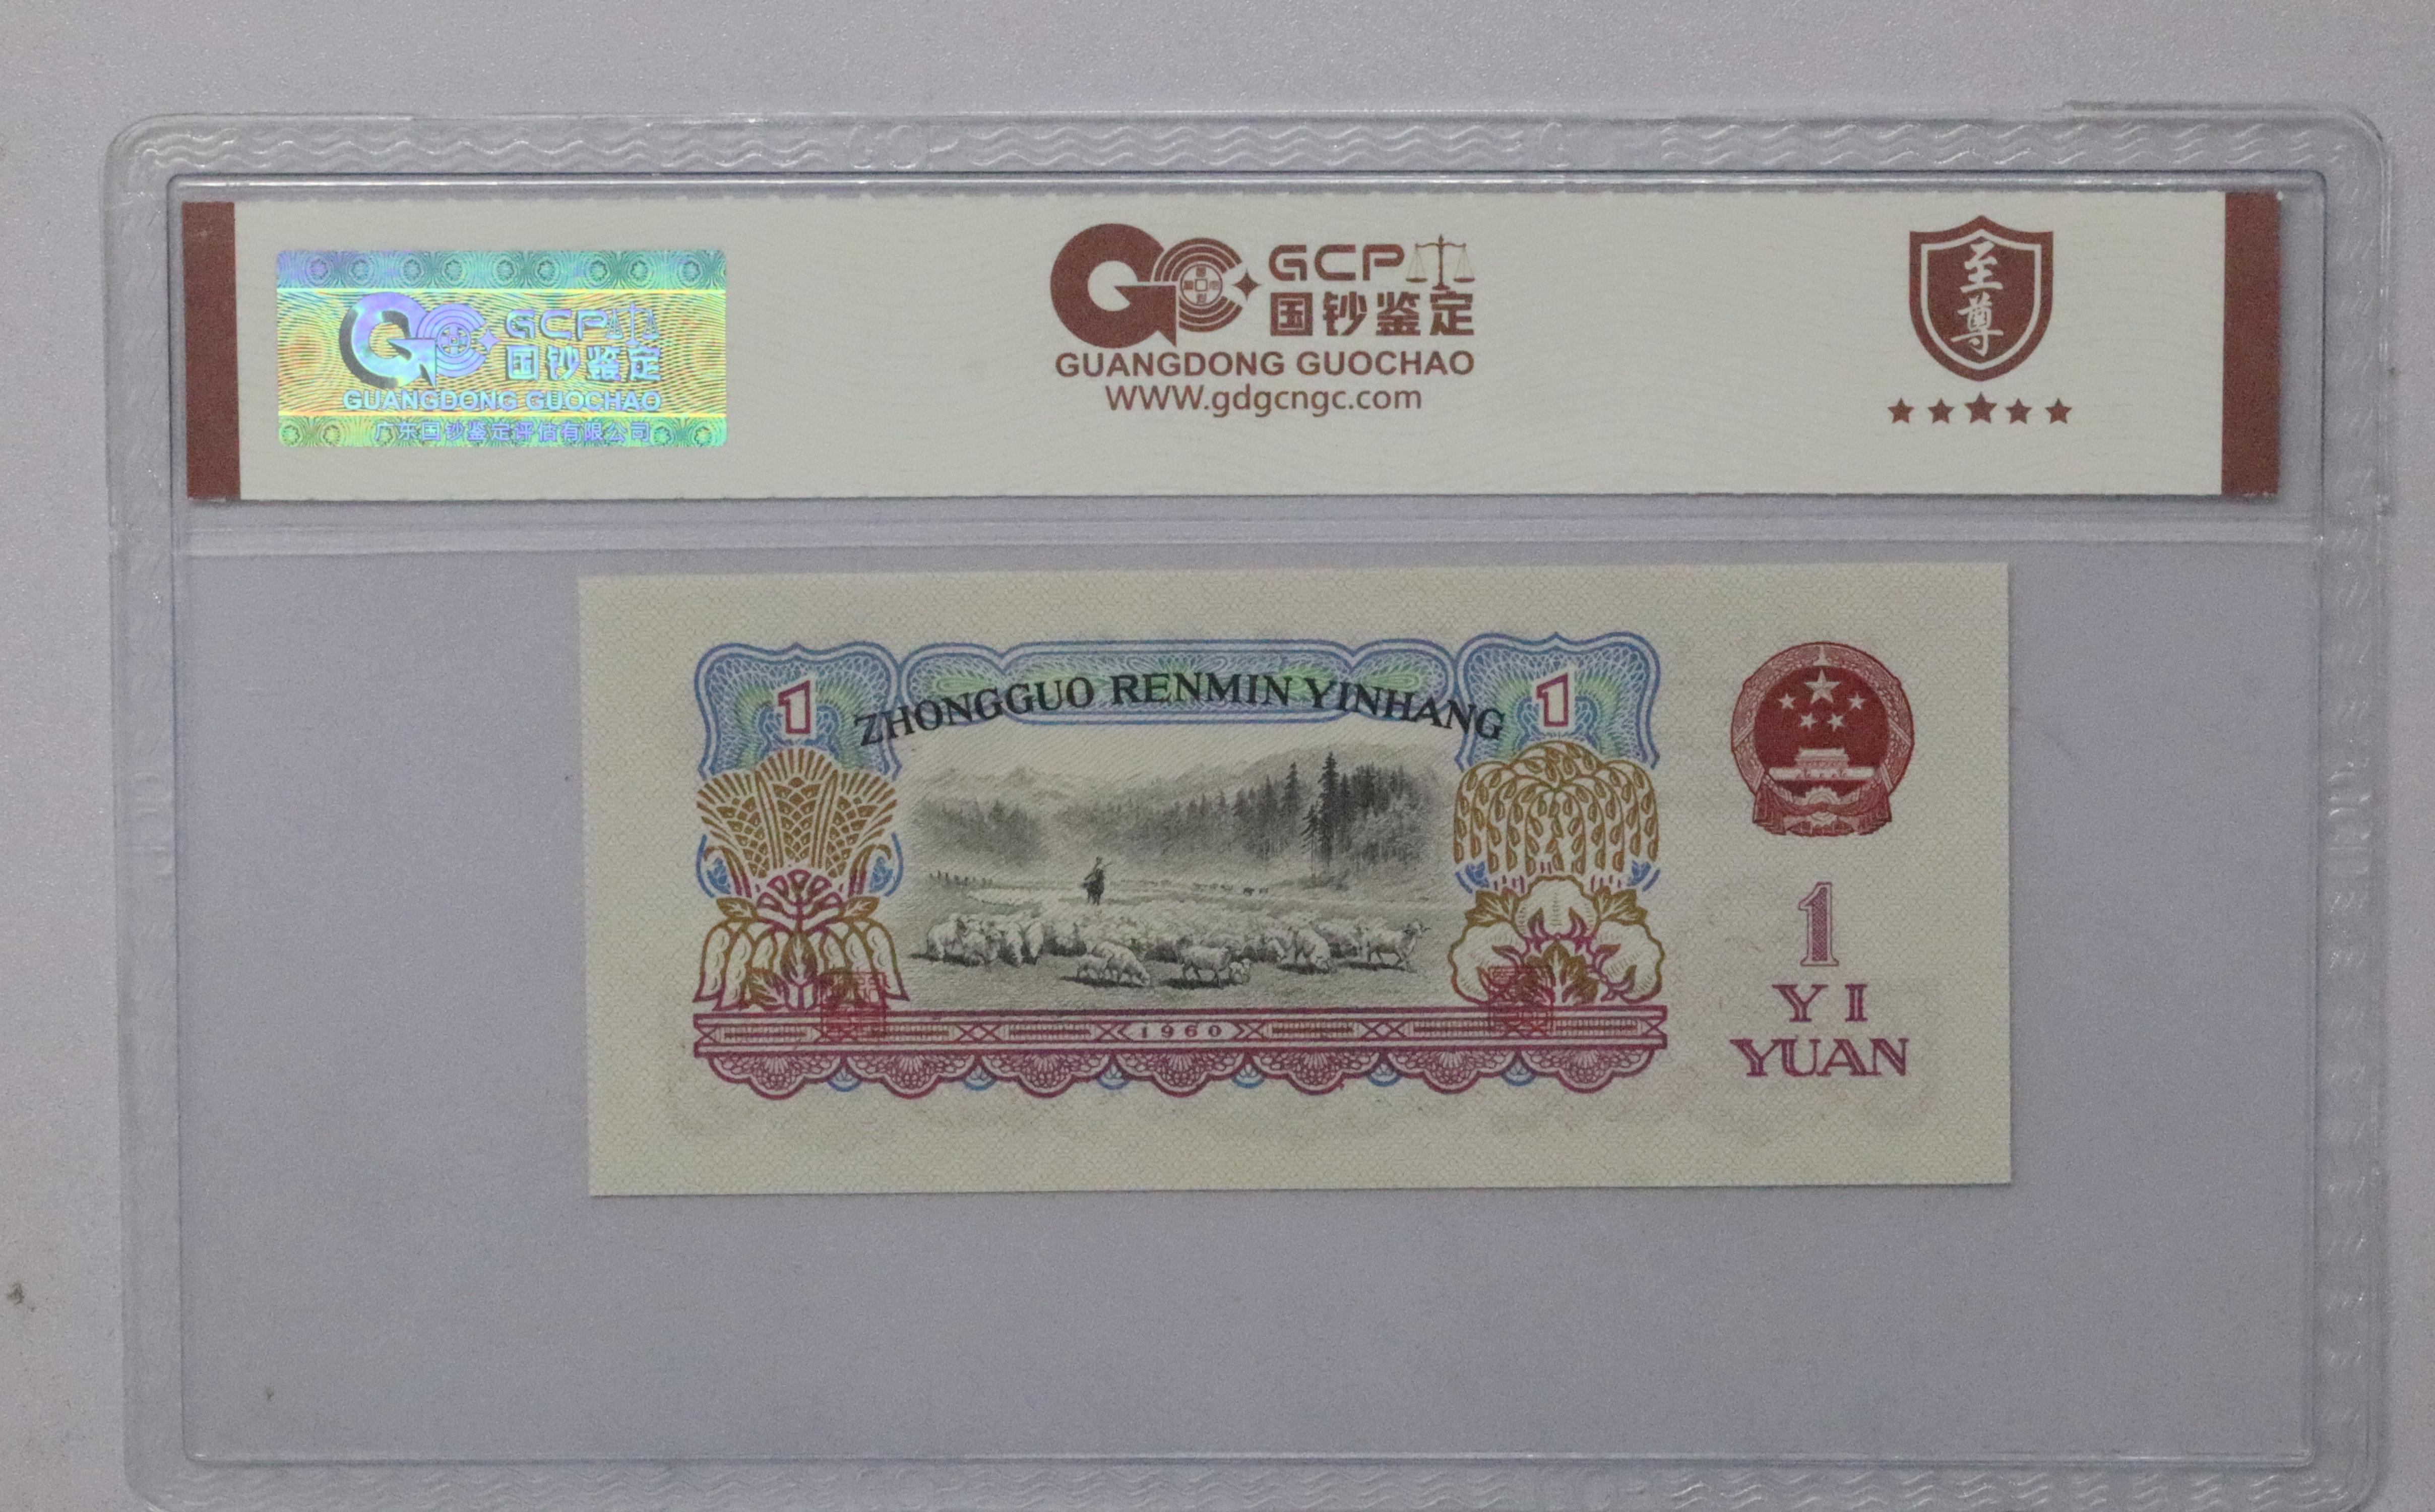 GCP
国钞鉴定
GUANGDONG GUOCHAO
广东国钞鉴定评估有限公司
GCP
国钞鉴定
GUANGDONG GUOCHAO
WWW.gdgcngc.com
至尊
1
ZHONGGUO RENMIN YINHANG
1
1960
1
YI
YUAN